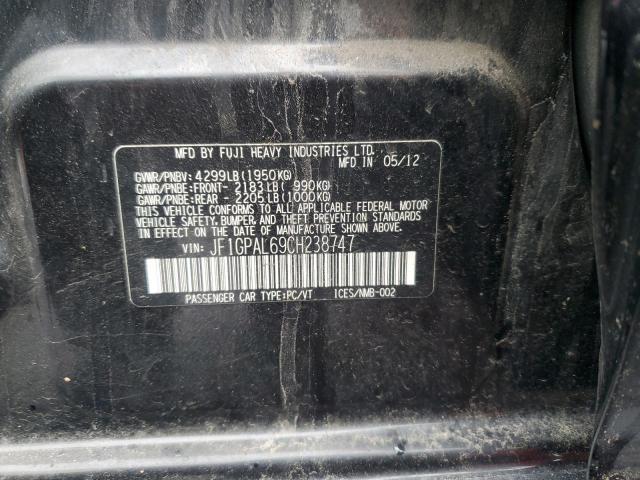 MFD BY FUJI HEAVY INDUSTRIES LTD.
MFD IN 05/12
GVWR/PNBV: 4299LB(1950KG)
GAWR/PNBE:FRONT- 2183LB( 990KG)
GAWR/PNBE:REAR - 2205LB(1000KG)
THIS VEHICLE CONFORMS TO ALL APPLICABLE FEDERAL MOTOR
VEHICLE SAFETY, BUMPER, AND THEFT PREVENTION STANDARDS
IN EFFECT ON THE DATE OF MANUFACTURE SHOWN ABOVE.
VIN: JF1GPAL69CH238747
PASSENGER CAR TYPE:PC/VT ICES/NMB-002